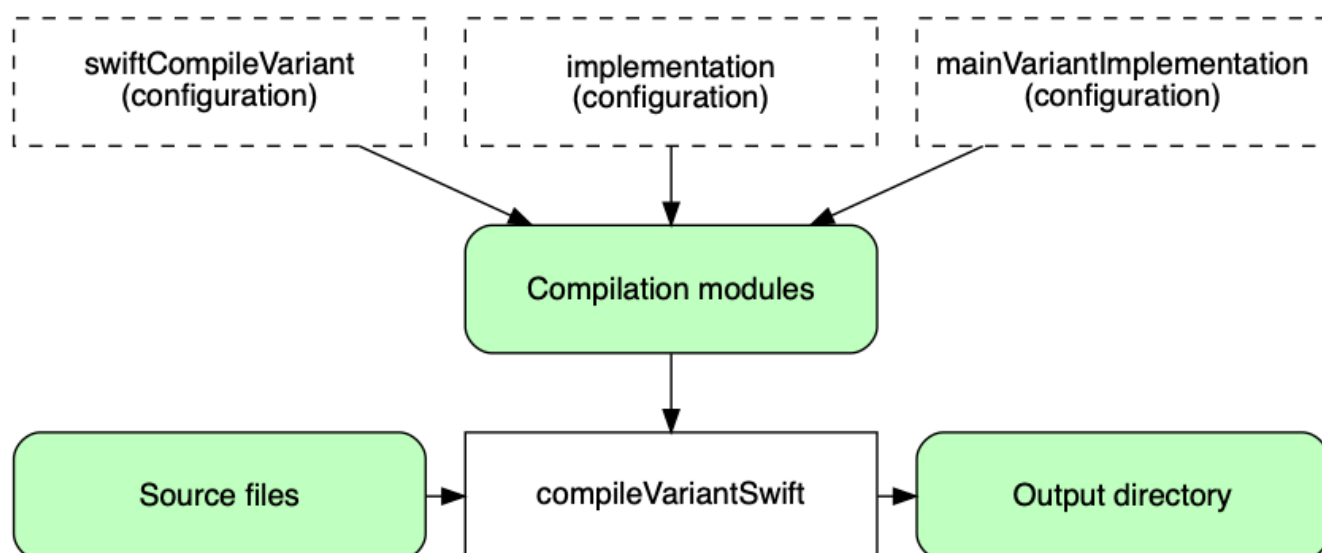 swiftCompileVariant
(configuration)
implementation
(configuration)
mainVariantImplementation
(configuration)
Compilation modules
Source files
compileVariantSwift
Output directory